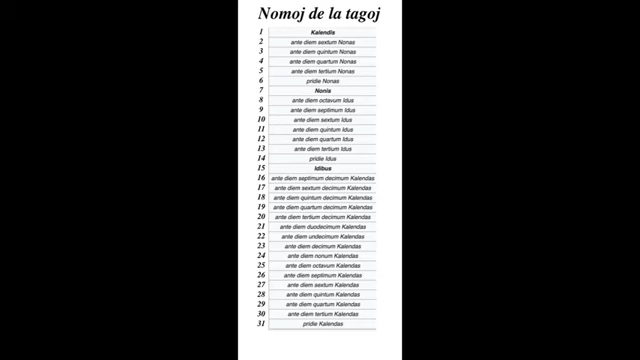 Nomoj de la tagoj
1 Kalendis
2 ante diem sextum Nonas
3 ante diem quintum Nonas
4 ante diem quartum Nonas
5 ante diem tertium Nonas
6 pridie Nonas
7 Nonis
8 ante diem octavum Idus
9 ante diem septimum Idus
10 ante diem sextum Idus
11 ante diem quintum Idus
12 ante diem quartum Idus
13 ante diem tertium Idus
14 pridie Idus
15 Idibus
16 ante diem septimum decimum Kalendas
17 ante diem sextum decimum Kalendas
18 ante diem quintum decimum Kalendas
19 ante diem quartum decimum Kalendas
20 ante diem tertium decimum Kalendas
21 ante diem duodecimum Kalendas
22 ante diem undecimum Kalendas
23 ante diem decimum Kalendas
24 ante diem nonum Kalendas
25 ante diem octavum Kalendas
26 ante diem septimum Kalendas
27 ante diem sextum Kalendas
28 ante diem quintum Kalendas
29 ante diem quartum Kalendas
30 ante diem tertium Kalendas
31 pridie Kalendas